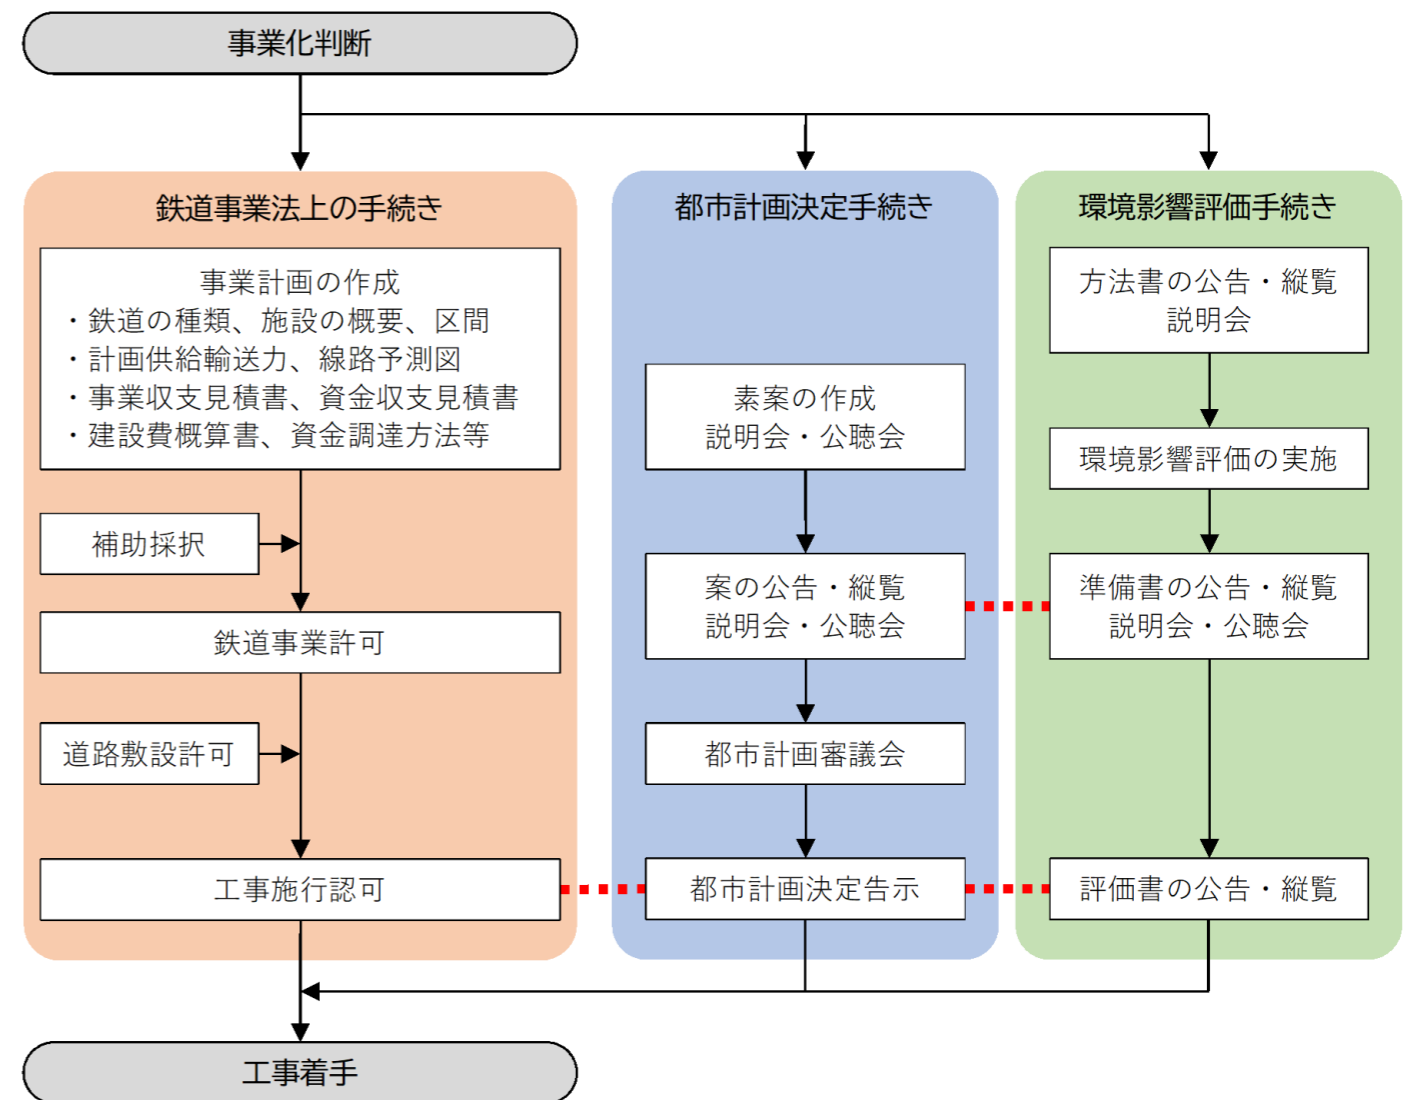 事業化判断
鉄道事業法上の手続き
事業計画の作成
・鉄道の種類、施設の概要、区間
・計画供給輸送力、線路予測図
・事業収支見積書、資金収支見積書
・建設費概算書、資金調達方法等
補助採択
鉄道事業許可
道路敷設許可
工事施行認可
都市計画決定手続き
素案の作成
説明会・公聴会
案の公告・縦覧
説明会・公聴会
都市計画審議会
都市計画決定告示
環境影響評価手続き
方法書の公告・縦覧
説明会
環境影響評価の実施
準備書の公告・縦覧
説明会・公聴会
評価書の公告・縦覧
工事着手